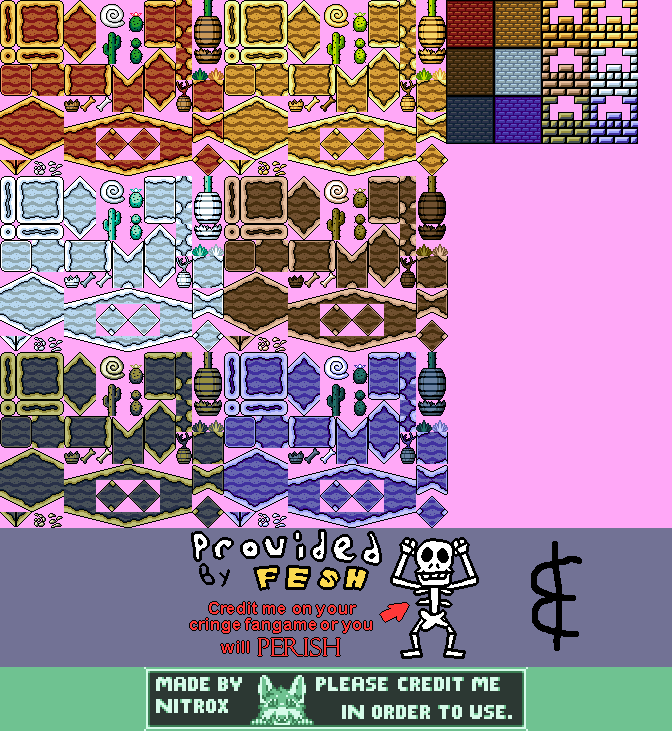 Provided
By FESH
Credit me on your
cringe fangame or you
will PERISH
&
MADE BY
NITROX
PLEASE CREDIT ME
IN ORDER TO USE.